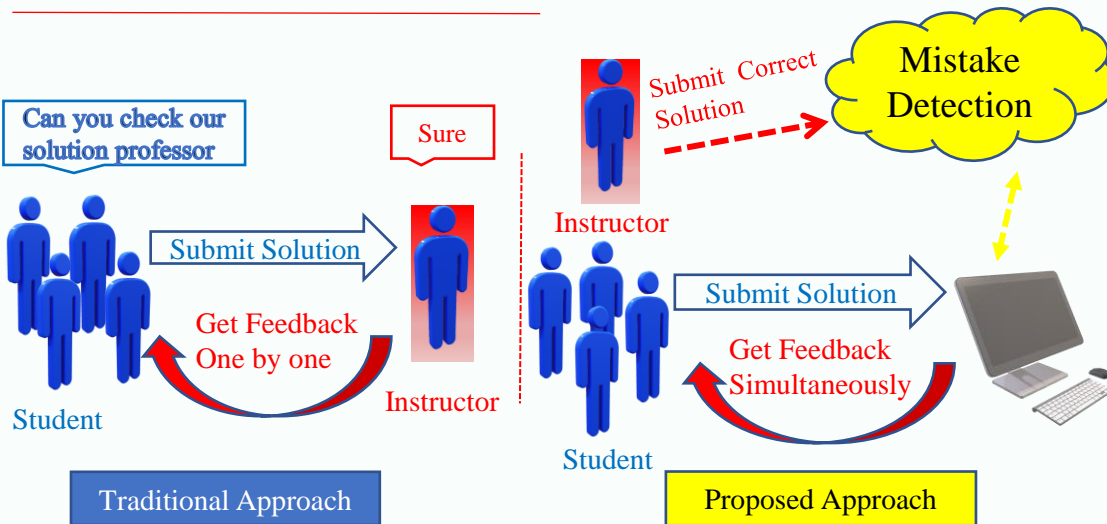 Can you check our
solution professor
Sure
Submit Solution
Get Feedback
One by one
Student
Instructor
Traditional Approach
Submit Correct
Solution
Mistake
Detection
Instructor
Submit Solution
Get Feedback
Simultaneously
Student
Proposed Approach